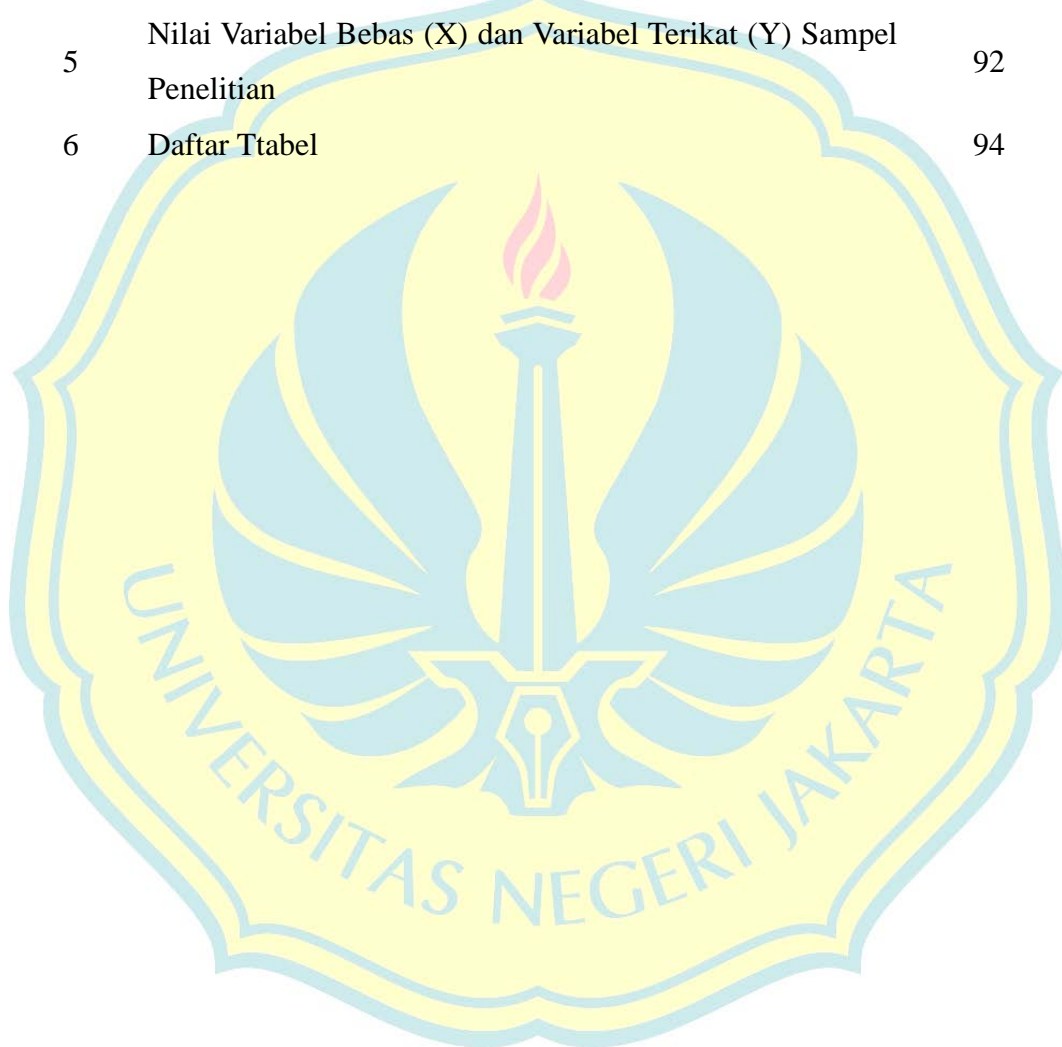 5 Nilai Variabel Bebas (X) dan Variabel Terikat (Y) Sampel 92
Penelitian
6 Daftar Ttabel 94
UNIVERSITAS NEGERI JAKARTA